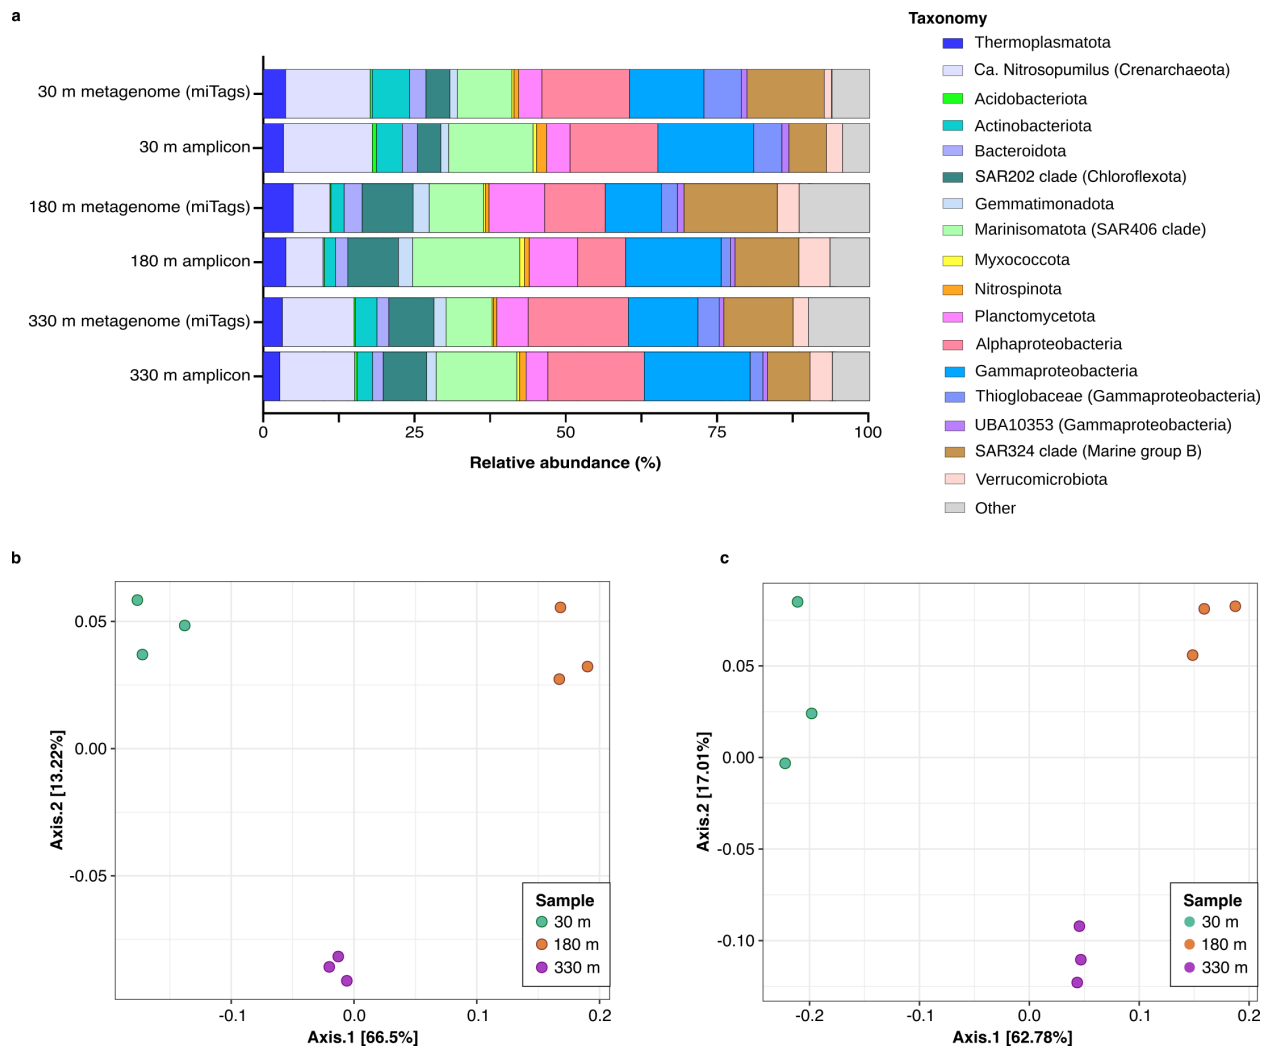 a
30 m metagenome (miTags)
30 m amplicon
180 m metagenome (miTags)
180 m amplicon
330 m metagenome (miTags)
330 m amplicon
0 25 50 75 100
Relative abundance (%)
Taxonomy
Thermoplasmatota
Ca. Nitrosopumilus (Crenarchaeota)
Acidobacteriota
Actinobacteriota
Bacteroidota
SAR202 clade (Chloroflexota)
Gemmatimonadota
Marinisomatota (SAR406 clade)
Myxococcota
Nitrospinota
Planctomycetota
Alphaproteobacteria
Gammaproteobacteria
Thioglobaceae (Gammaproteobacteria)
UBA10353 (Gammaproteobacteria)
SAR324 clade (Marine group B)
Verrucomicrobiota
Other
b
Axis.2 [13.22%]
0.05
0.00
-0.05
-0.1 0.0 0.1 0.2
Axis.1 [66.5%]
Sample
30 m
180 m
330 m
c
Axis.2 [17.01%]
0.05
0.00
-0.05
-0.10
-0.2 -0.1 0.0 0.1 0.2
Axis.1 [62.78%]
Sample
30 m
180 m
330 m